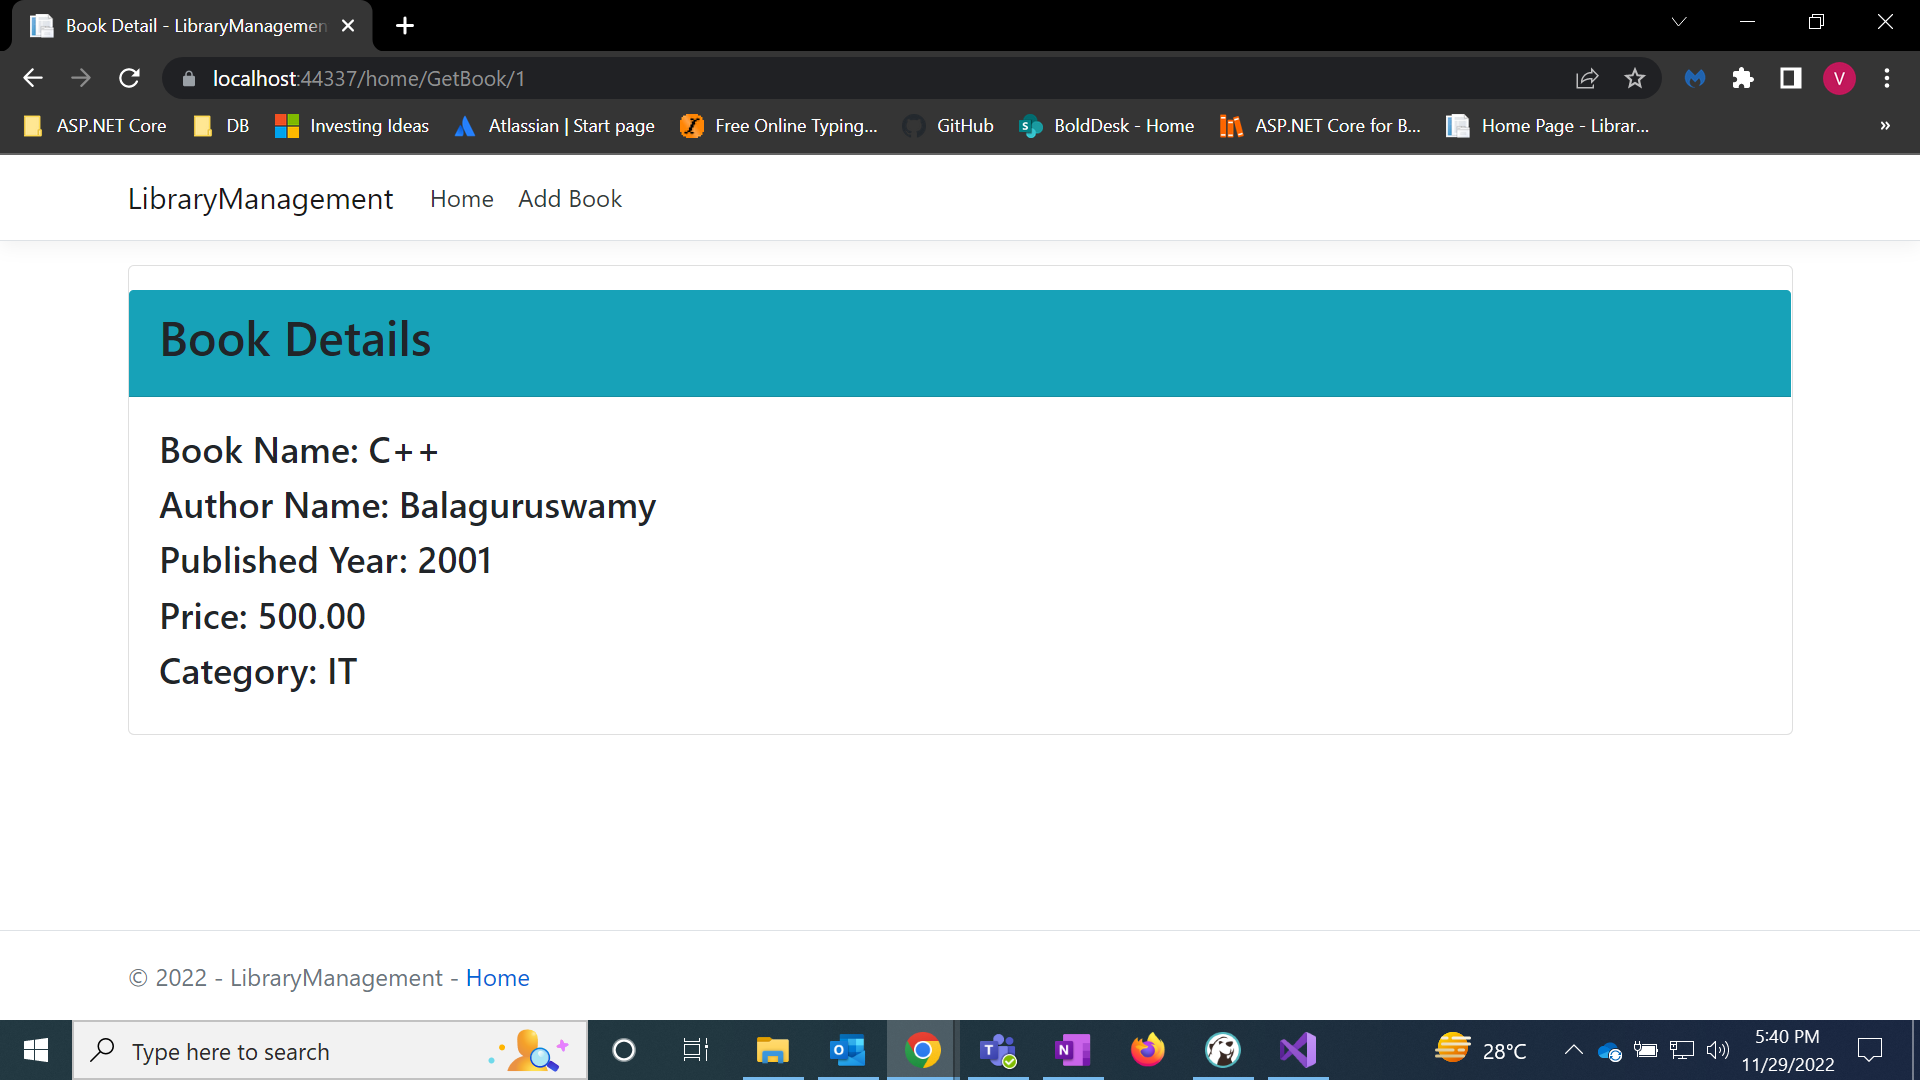 Book Detail - LibraryManagemen
localhost:44337/home/GetBook/1
V
ASP.NET Core DB Investing Ideas Atlassian | Start page Free Online Typing... GitHub BoldDesk - Home ASP.NET Core for B... Home Page - Librar... »
LibraryManagement Home Add Book
Book Details
Book Name: C++
Author Name: Balaguruswamy
Published Year: 2001
Price: 500.00
Category: IT
© 2022 - LibraryManagement - Home
Type here to search
28°C
5:40 PM
11/29/2022